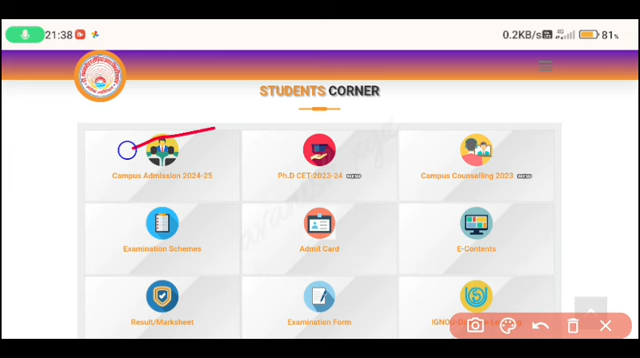 21:38
0.2KB/s
4G
81%
STUDENTS CORNER
Campus Admission 2024-25
Ph.D CET-2023-24
Campus Counselling 2023
Examination Schemes
Admit Card
E-Contents
Result/Marksheet
Examination Form